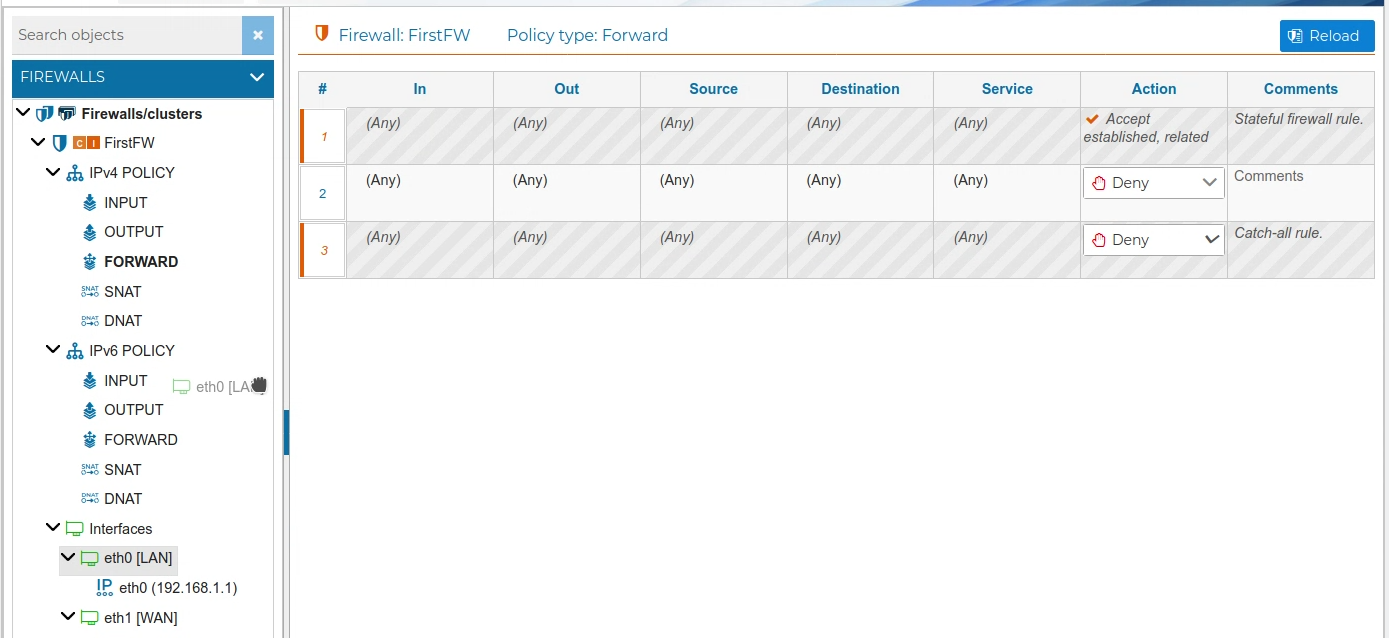 Search objects
FIREWALLS
Firewalls/clusters
C I FirstFW
IPv4 POLICY
INPUT
OUTPUT
FORWARD
SNAT SNAT
DNAT DNAT
IPv6 POLICY
INPUT
eth0 [LA
OUTPUT
FORWARD
SNAT SNAT
DNAT DNAT
Interfaces
eth0 [LAN]
IP eth0 (192.168.1.1)
eth1 [WAN]
Firewall: FirstFW Policy type: Forward Reload
# In Out Source Destination Service Action Comments
1 (Any) (Any) (Any) (Any) (Any) Accept established, related Stateful firewall rule.
2 (Any) (Any) (Any) (Any) (Any) Deny Comments
3 (Any) (Any) (Any) (Any) (Any) Deny Catch-all rule.